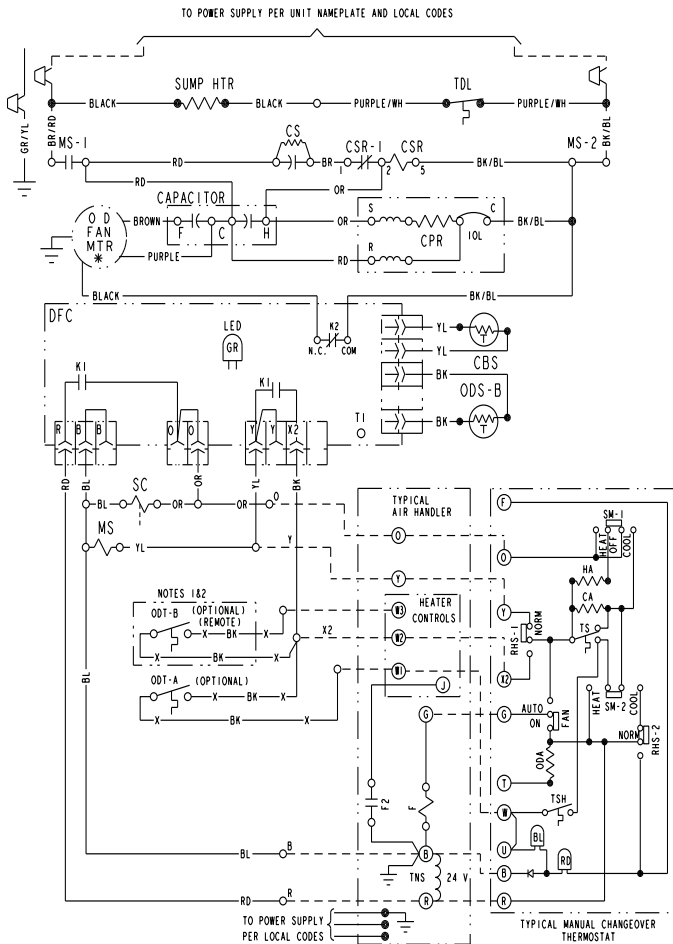 TO POWER SUPPLY PER UNIT NAMEPLATE AND LOCAL CODES
SUMP HTR
TDL
BLACK
BLACK
PURPLE/WH
PURPLE/WH
GR/YL
BR/RD
BK/BL
MS-1
CS
CSR-1
CSR
MS-2
RD
BR
1
2
5
BK/BL
RD
OR
CAPACITOR
O D
FAN
MTR
*
BROWN
F
C
H
OR
S
C
BK/BL
CPR
IOL
PURPLE
RD
R
BLACK
BK/BL
DFC
LED
GR
K2
N.C.
COM
YL
YL
CBS
BK
ODS-B
BK
K1
K1
T1
R
B
B
O
O
Y
Y
X2
RD
BL
OR
YL
BK
SC
BL
OR
OR
O
MS
YL
Y
TYPICAL
AIR HANDLER
O
Y
F
SM-1
HEAT
OFF
COOL
O
HA
CA
NOTES 1&2
ODT-B
(OPTIONAL)
(REMOTE)
X
BK
X
X
BK
X
X2
W3
HEATER
CONTROLS
W2
W1
J
Y
NORM
RHS-1
TS
X2
BL
ODT-A
(OPTIONAL)
X
BK
X
X
BK
X
HEAT
SM-2
COOL
G
G
AUTO
ON
FAN
NORM
RHS-2
ODA
T
F2
F
W
TSH
BL
U
RD
BL
B
B
B
TNS
24 V
RD
R
R
R
TO POWER SUPPLY
PER LOCAL CODES
TYPICAL MANUAL CHANGEOVER
THERMOSTAT